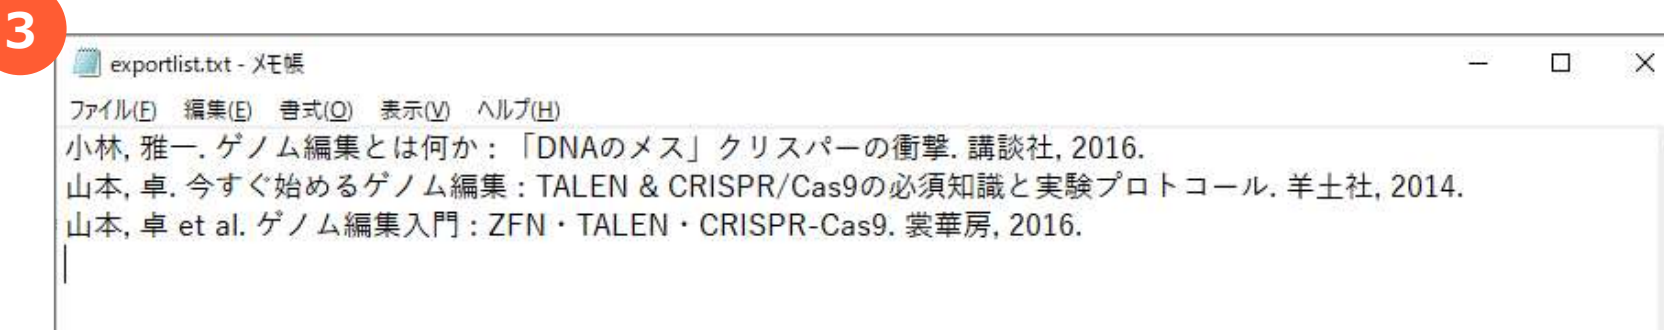 3
exportlist.txt - メモ帳
ファイル(F) 編集(E) 書式(O) 表示(V) ヘルプ(H)
小林, 雅一. ゲノム編集とは何か : 「DNAのメス」クリスパーの衝撃. 講談社, 2016.
山本, 卓. 今すぐ始めるゲノム編集 : TALEN & CRISPR/Cas9の必須知識と実験プロトコール. 羊土社, 2014.
山本, 卓 et al. ゲノム編集入門 : ZFN・TALEN・CRISPR-Cas9. 裳華房, 2016.